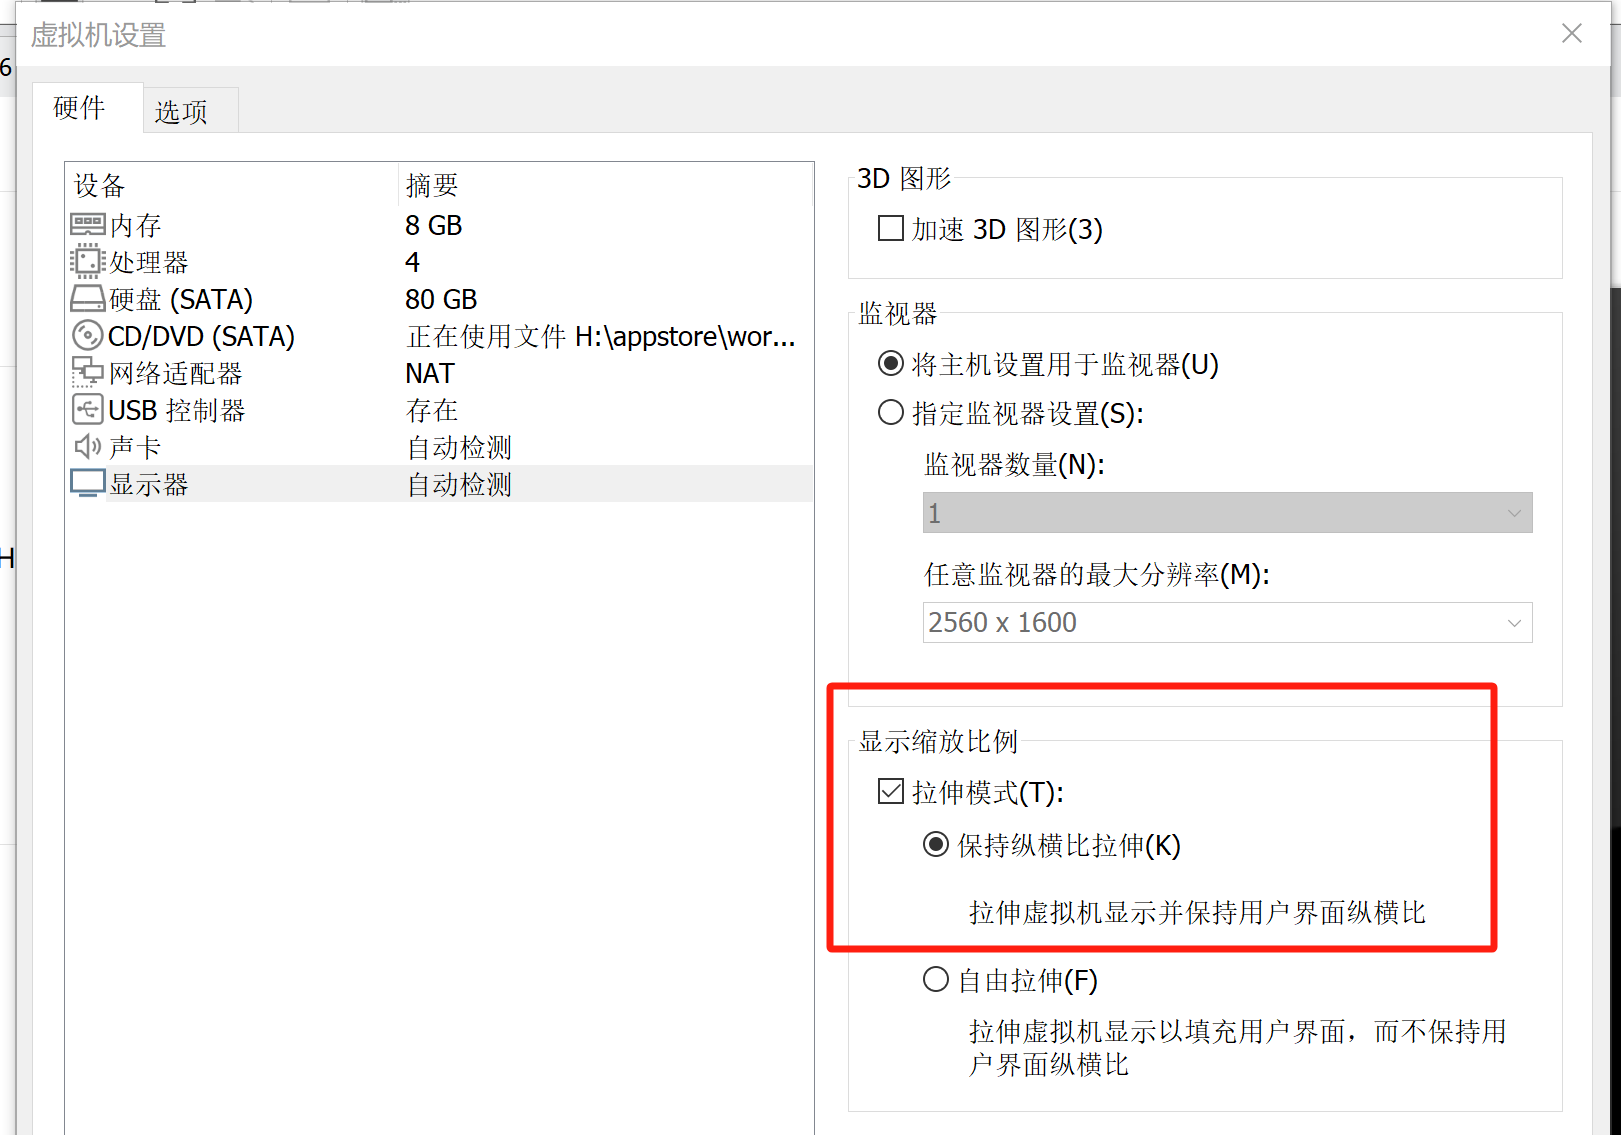 虚拟机设置
6
硬件
选项
设备 摘要
内存 8 GB
处理器 4
硬盘 (SATA) 80 GB
CD/DVD (SATA) 正在使用文件 H:\appstore\wor...
网络适配器 NAT
USB 控制器 存在
声卡 自动检测
显示器 自动检测
H
3D 图形
加速 3D 图形(3)
监视器
将主机设置用于监视器(U)
指定监视器设置(S):
监视器数量(N):
1
任意监视器的最大分辨率(M):
2560 x 1600
显示缩放比例
拉伸模式(T):
保持纵横比拉伸(K)
拉伸虚拟机显示并保持用户界面纵横比
自由拉伸(F)
拉伸虚拟机显示以填充用户界面，而不保持用
户界面纵横比